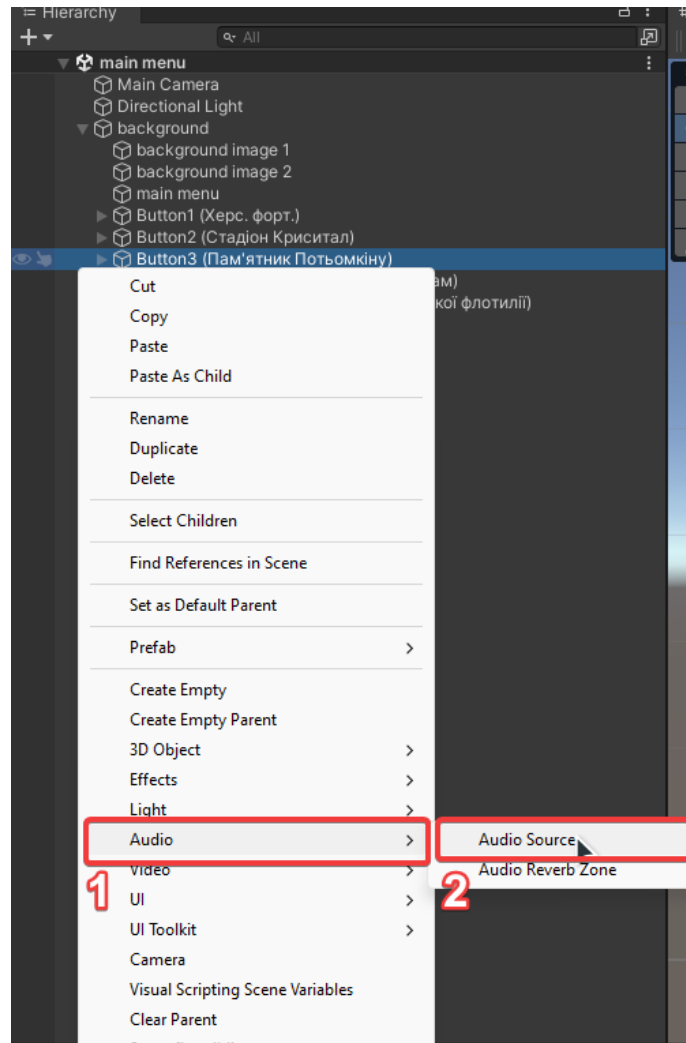 Hierarchy
All
main menu
Main Camera
Directional Light
background
background image 1
background image 2
main menu
Button1 (Херс. форт.)
Button2 (Стадіон Криситал)
Button3 (Пам'ятник Потьомкіну)
ам)
кої флотилії)
Cut
Copy
Paste
Paste As Child
Rename
Duplicate
Delete
Select Children
Find References in Scene
Set as Default Parent
Prefab
Create Empty
Create Empty Parent
3D Object
Effects
Light
Audio
Audio Source
1
Video
2
Audio Reverb Zone
UI
UI Toolkit
Camera
Visual Scripting Scene Variables
Clear Parent